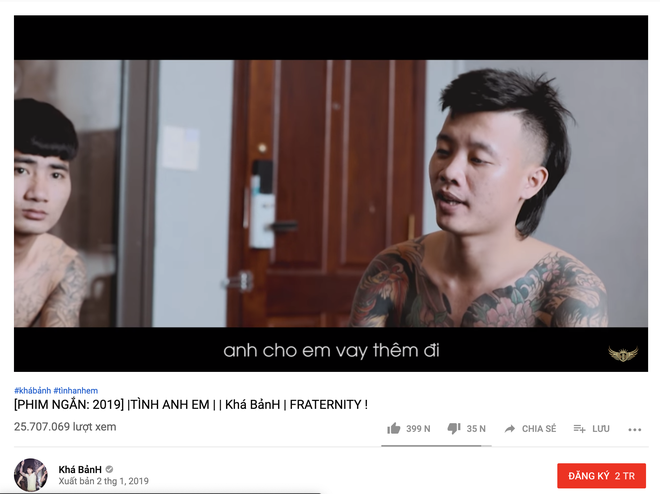 anh cho em vay thêm đi
#khábảnh #tìnhanhem
[PHIM NGẮN: 2019] |TÌNH ANH EM | | Khá BảnH | FRATERNITY !
25.707.069 lượt xem
399 N 35 N CHIA SẺ LƯU
Khá BảnH
Xuất bản 2 thg 1, 2019
ĐĂNG KÝ 2 TR